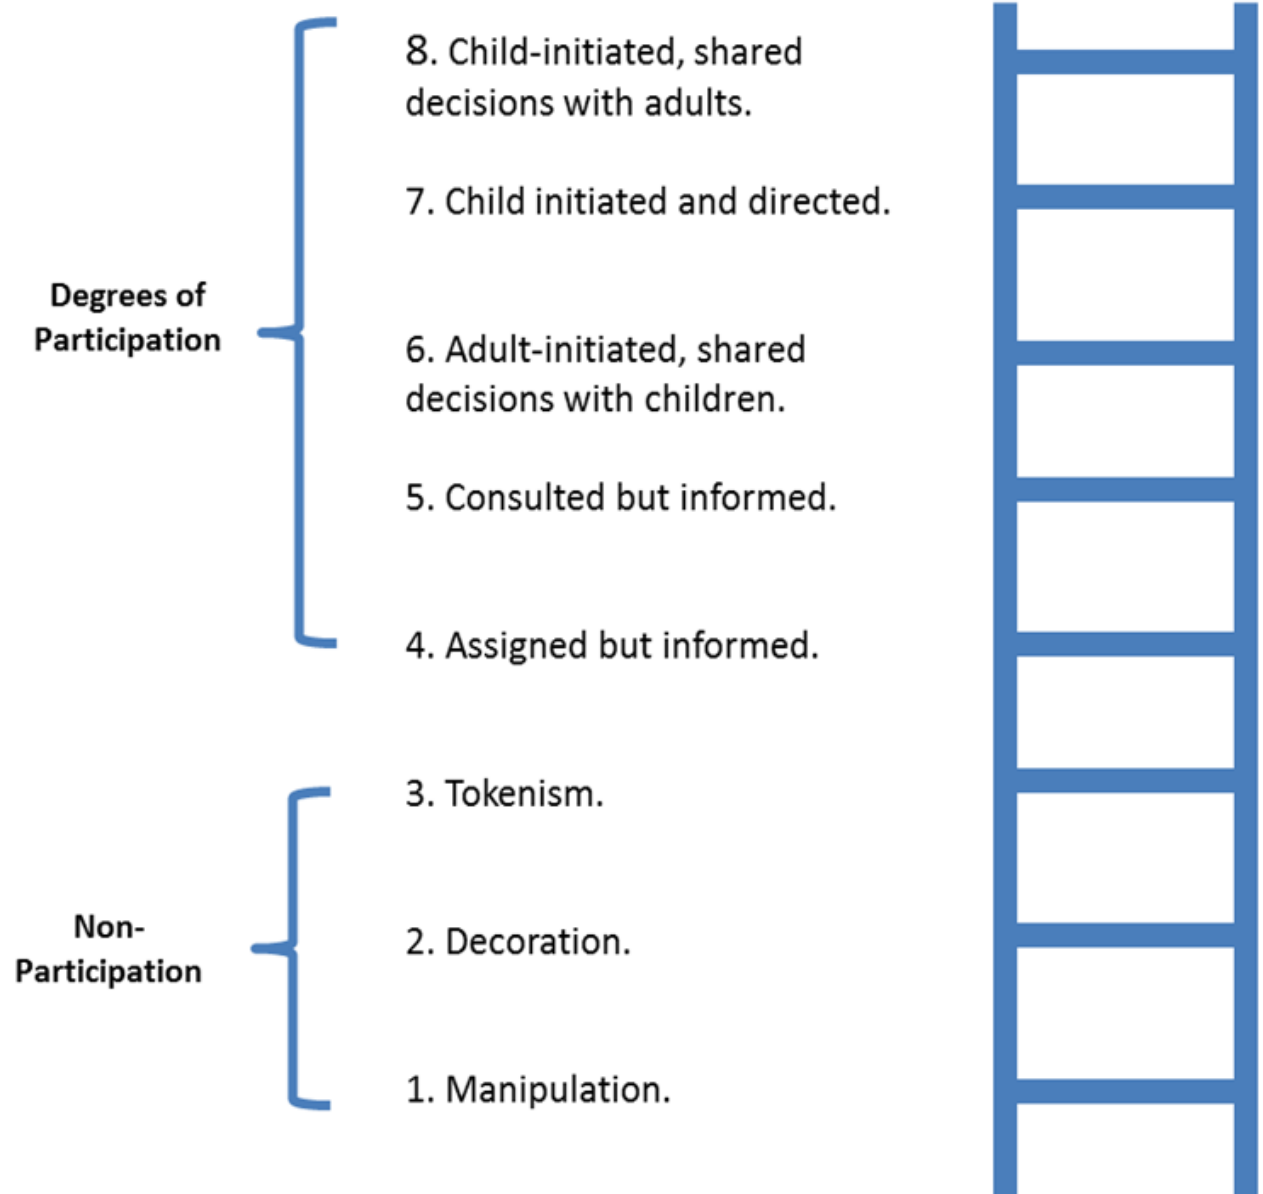 8. Child-initiated, shared
decisions with adults.
7. Child initiated and directed.
Degrees of
Participation
6. Adult-initiated, shared
decisions with children.
5. Consulted but informed.
4. Assigned but informed.
3. Tokenism.
Non-
Participation
2. Decoration.
1. Manipulation.